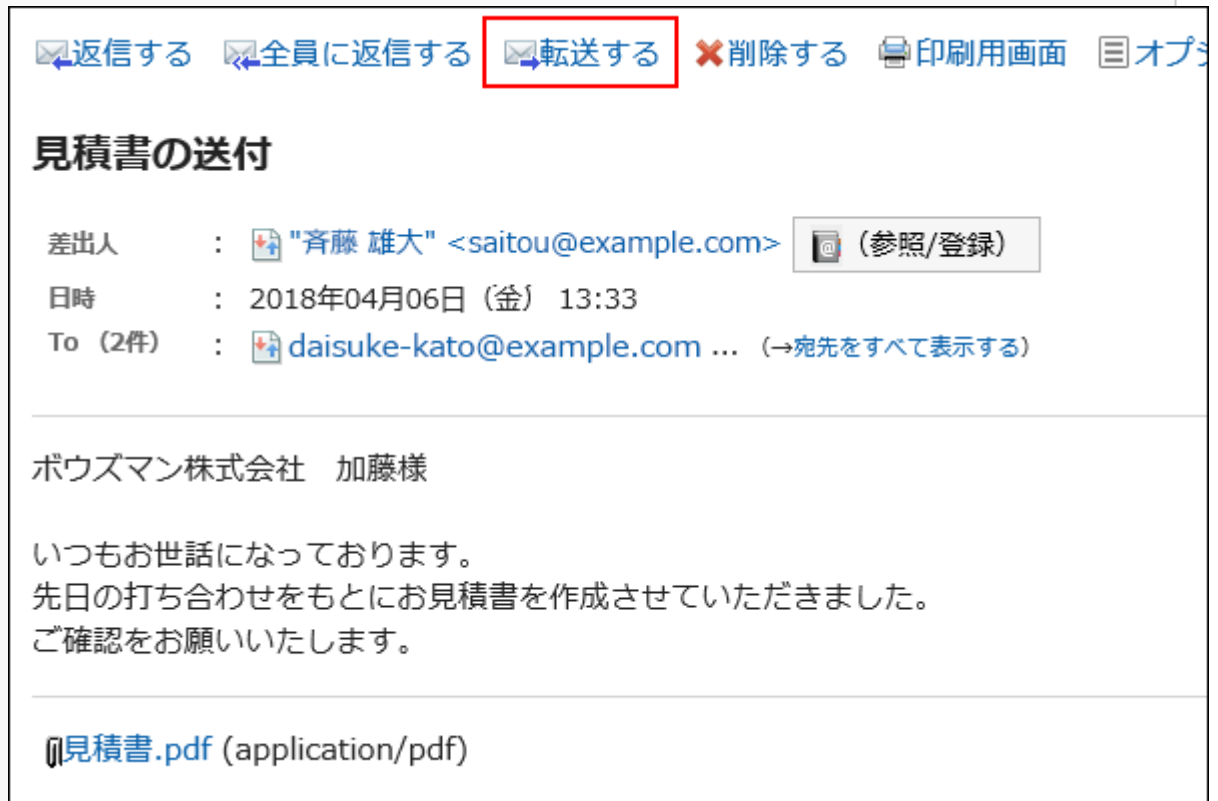 返信する 全員に返信する 転送する 削除する 印刷用画面 オプ
見積書の送付
差出人 : "斉藤 雄大" <saitou@example.com> (参照/登録)
日時 : 2018年04月06日（金） 13:33
To （2件） : daisuke-kato@example.com ... （→宛先をすべて表示する）
ボウズマン株式会社　加藤様
いつもお世話になっております。
先日の打ち合わせをもとにお見積書を作成させていただきました。
ご確認をお願いいたします。
見積書.pdf (application/pdf)